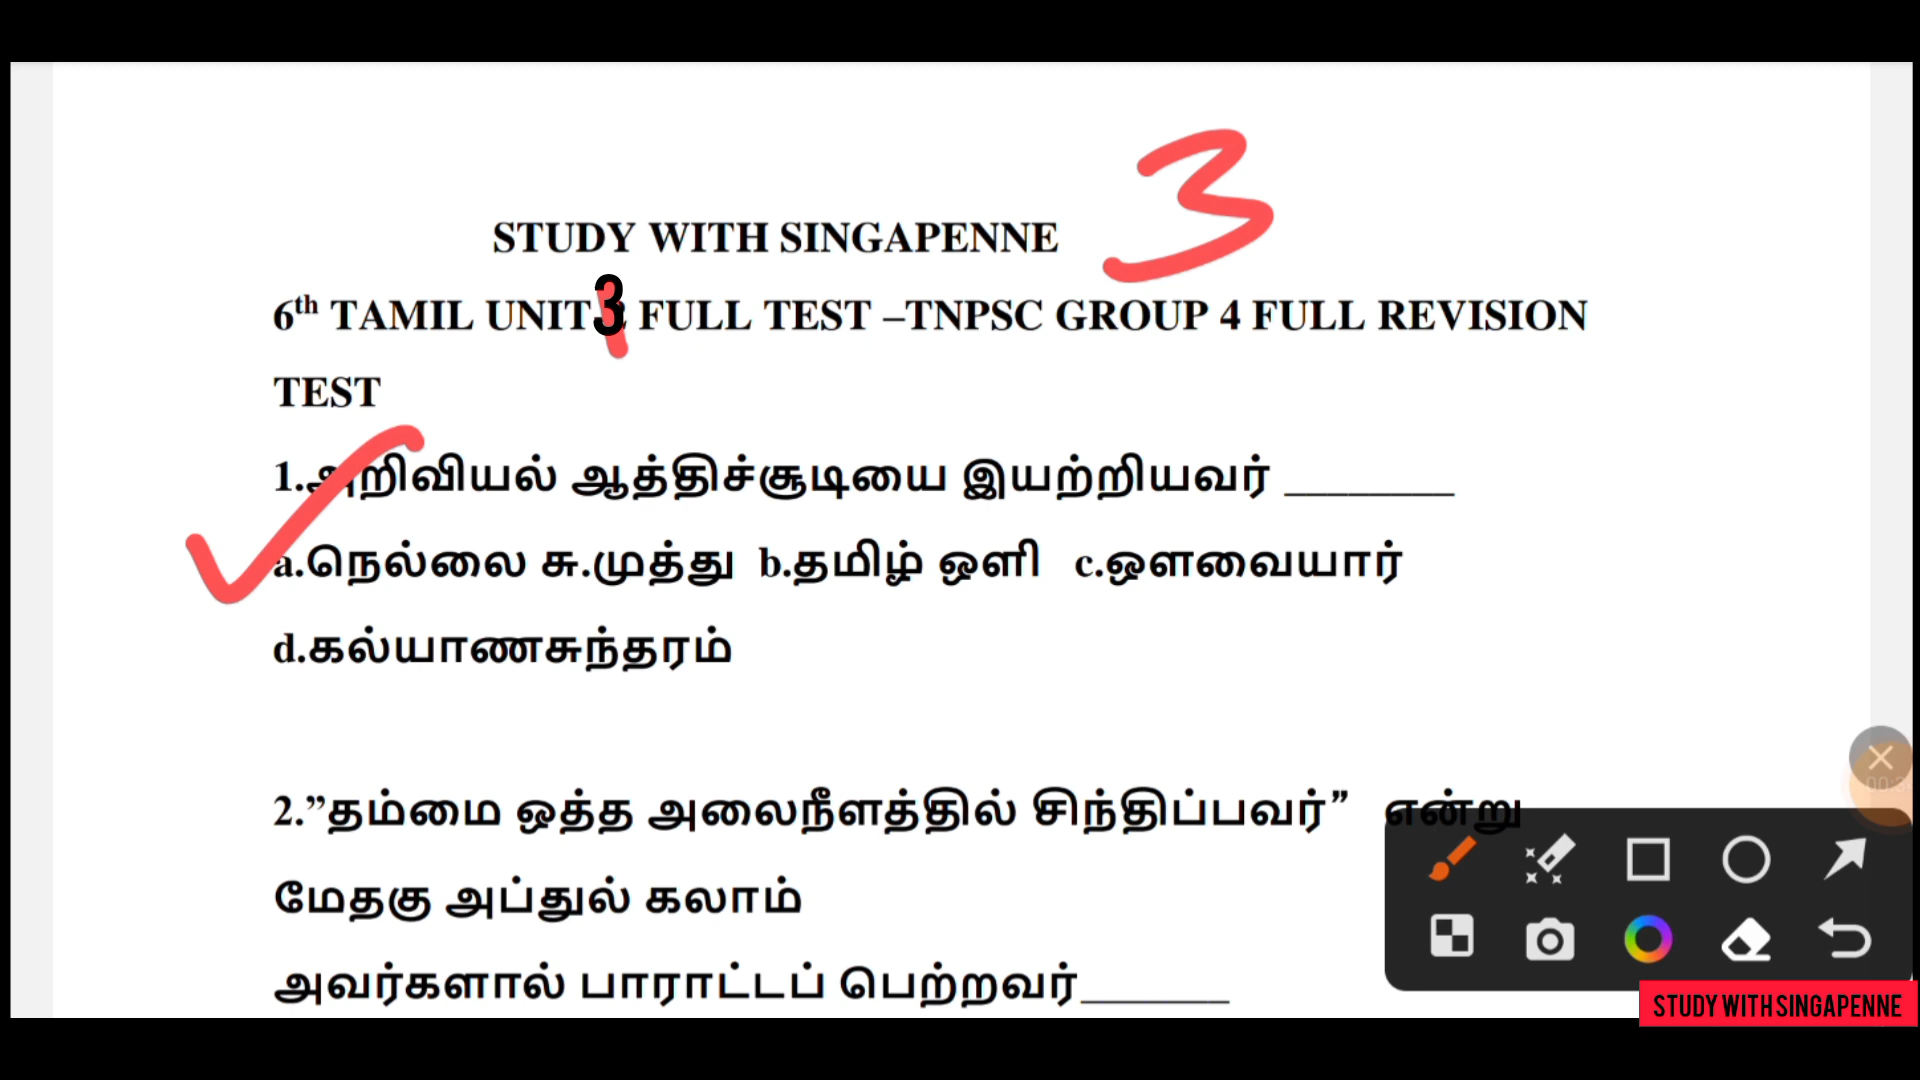 3
STUDY WITH SINGAPENNE
6th TAMIL UNIT 3 FULL TEST –TNPSC GROUP 4 FULL REVISION
TEST
1.அறிவியல் ஆத்திச்சூடியை இயற்றியவர் ________
a.நெல்லை சு.முத்து b.தமிழ் ஒளி c.ஔவையார்
d.கல்யாணசுந்தரம்
2.”தம்மை ஒத்த அலைநீளத்தில் சிந்திப்பவர்” என்று
மேதகு அப்துல் கலாம்
அவர்களால் பாராட்டப் பெற்றவர்_______
STUDY WITH SINGAPENNE